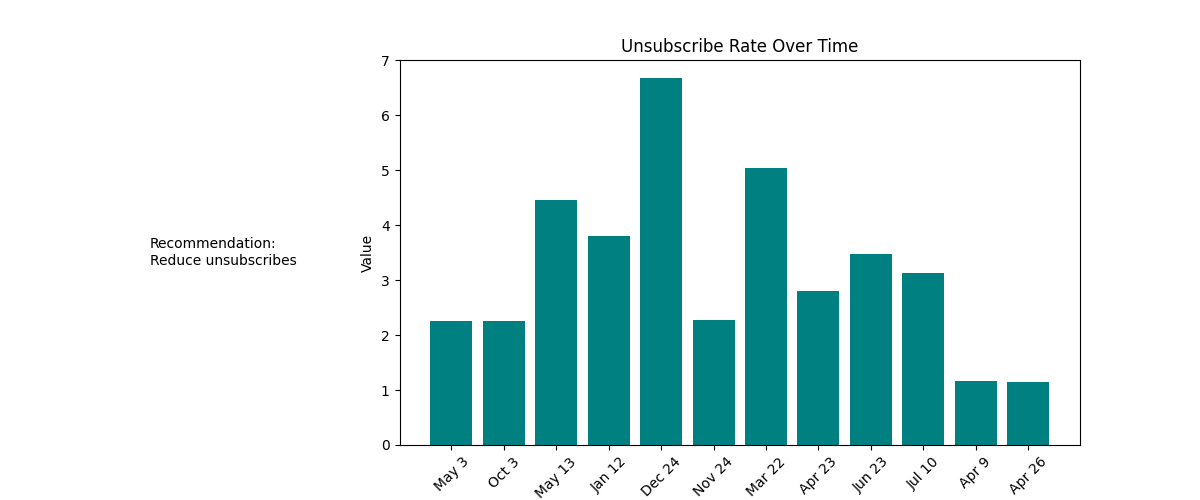 Unsubscribe Rate Over Time
Recommendation:
Reduce unsubscribes
Value
7
6
5
4
3
2
1
0
May 3
Oct 3
May 13
Jan 12
Dec 24
Nov 24
Mar 22
Apr 23
Jun 23
Jul 10
Apr 9
Apr 26